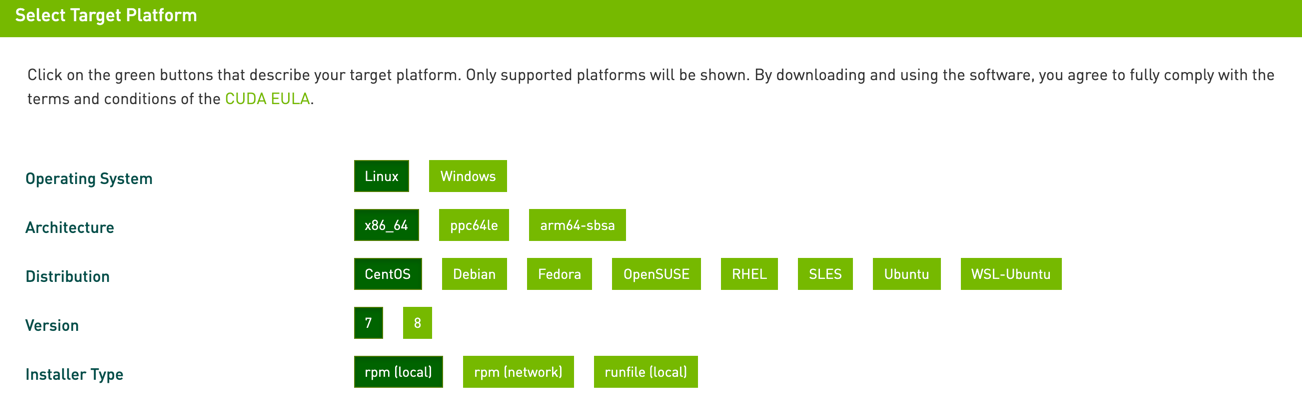 Select Target Platform
Click on the green buttons that describe your target platform. Only supported platforms will be shown. By downloading and using the software, you agree to fully comply with the
terms and conditions of the CUDA EULA.
Operating System Linux Windows
Architecture x86_64 ppc64le arm64-sbsa
Distribution CentOS Debian Fedora OpenSUSE RHEL SLES Ubuntu WSL-Ubuntu
Version 7 8
Installer Type rpm (local) rpm (network) runfile (local)